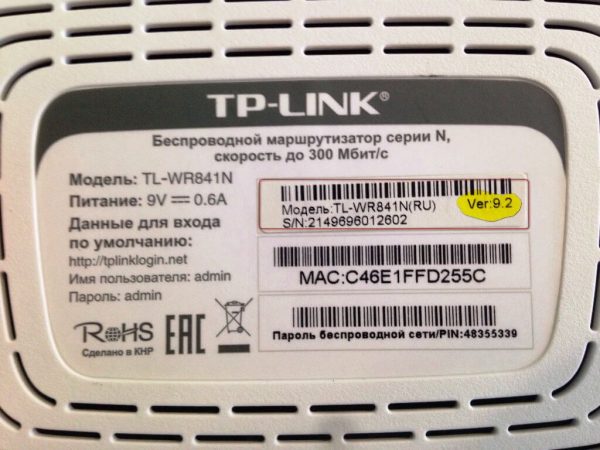 TP-LINK®
Беспроводной маршрутизатор серии N,
скорость до 300 Мбит/с
Модель: TL-WR841N
Питание: 9V ⎓ 0.6A
Данные для входа
по умолчанию:
http://tplinklogin.net
Имя пользователя: admin
Пароль: admin
RoHS
Сделано в КНР
EAC
Модель:TL-WR841N(RU) Ver:9.2
S/N:2149696012602
MAC:C46E1FFD255C
Пароль беспроводной сети/PIN:48355339